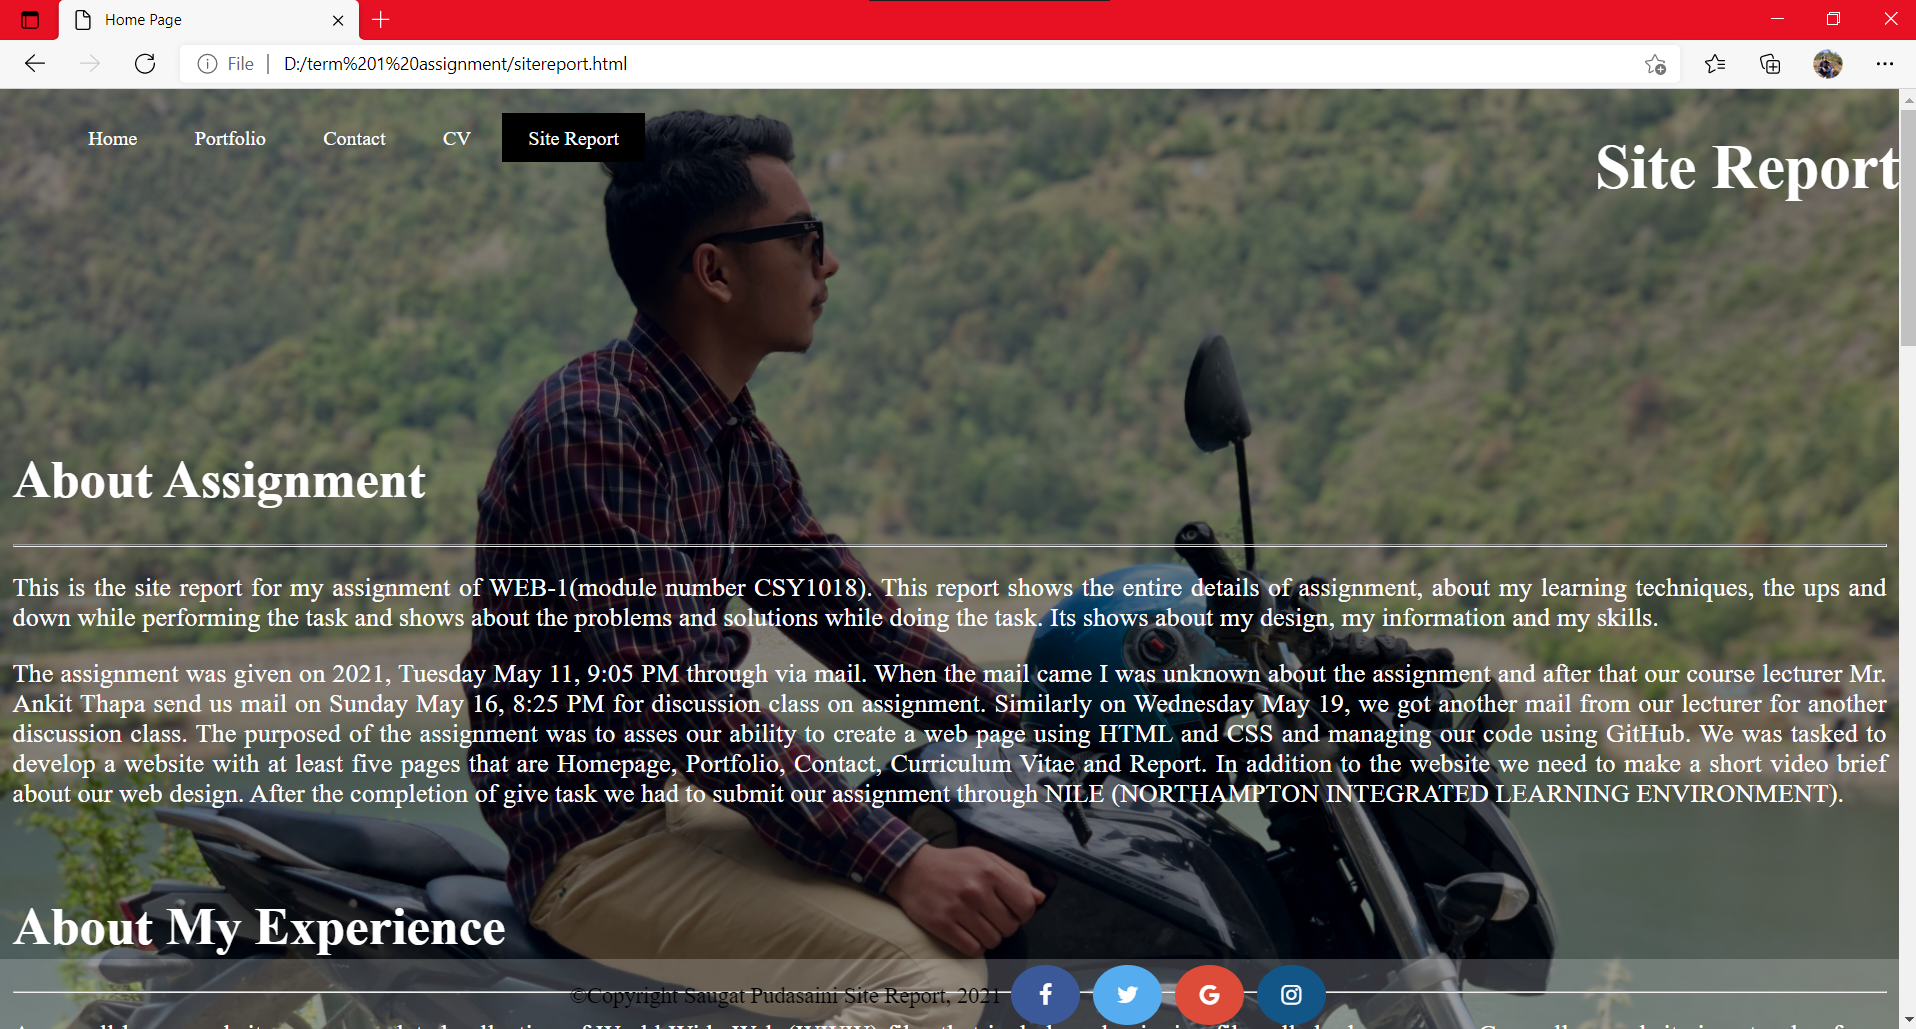 Home Page
File
D:/term%201%20assignment/sitereport.html
Home Portfolio Contact CV Site Report
Site Report
About Assignment
This is the site report for my assignment of WEB-1(module number CSY1018). This report shows the entire details of assignment, about my learning techniques, the ups and
down while performing the task and shows about the problems and solutions while doing the task. Its shows about my design, my information and my skills.
The assignment was given on 2021, Tuesday May 11, 9:05 PM through via mail. When the mail came I was unknown about the assignment and after that our course lecturer Mr.
Ankit Thapa send us mail on Sunday May 16, 8:25 PM for discussion class on assignment. Similarly on Wednesday May 19, we got another mail from our lecturer for another
discussion class. The purposed of the assignment was to asses our ability to create a web page using HTML and CSS and managing our code using GitHub. We was tasked to
develop a website with at least five pages that are Homepage, Portfolio, Contact, Curriculum Vitae and Report. In addition to the website we need to make a short video brief
about our web design. After the completion of give task we had to submit our assignment through NILE (NORTHAMPTON INTEGRATED LEARNING ENVIRONMENT).
About My Experience
©Copyright Saugat Pudasaini Site Report, 2021